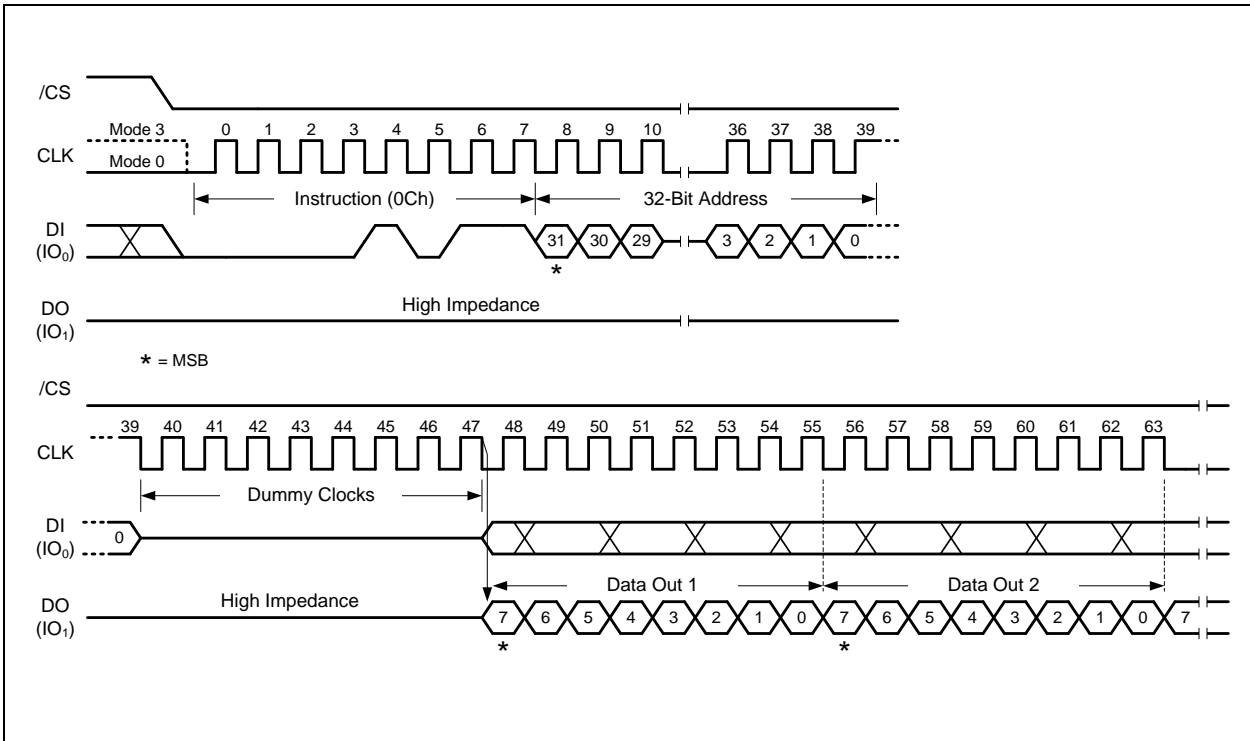 /CS
Mode 3 0 1 2 3 4 5 6 7 8 9 10 36 37 38 39
CLK
Mode 0
Instruction (0Ch) 32-Bit Address
DI
(IO₀)
31 30 29 3 2 1 0
*
DO
(IO₁)
High Impedance
* = MSB
/CS
39 40 41 42 43 44 45 46 47 48 49 50 51 52 53 54 55 56 57 58 59 60 61 62 63
CLK
Dummy Clocks
DI
(IO₀)
0
Data Out 1 Data Out 2
DO
(IO₁)
High Impedance
7 6 5 4 3 2 1 0 7 6 5 4 3 2 1 0 7
* *